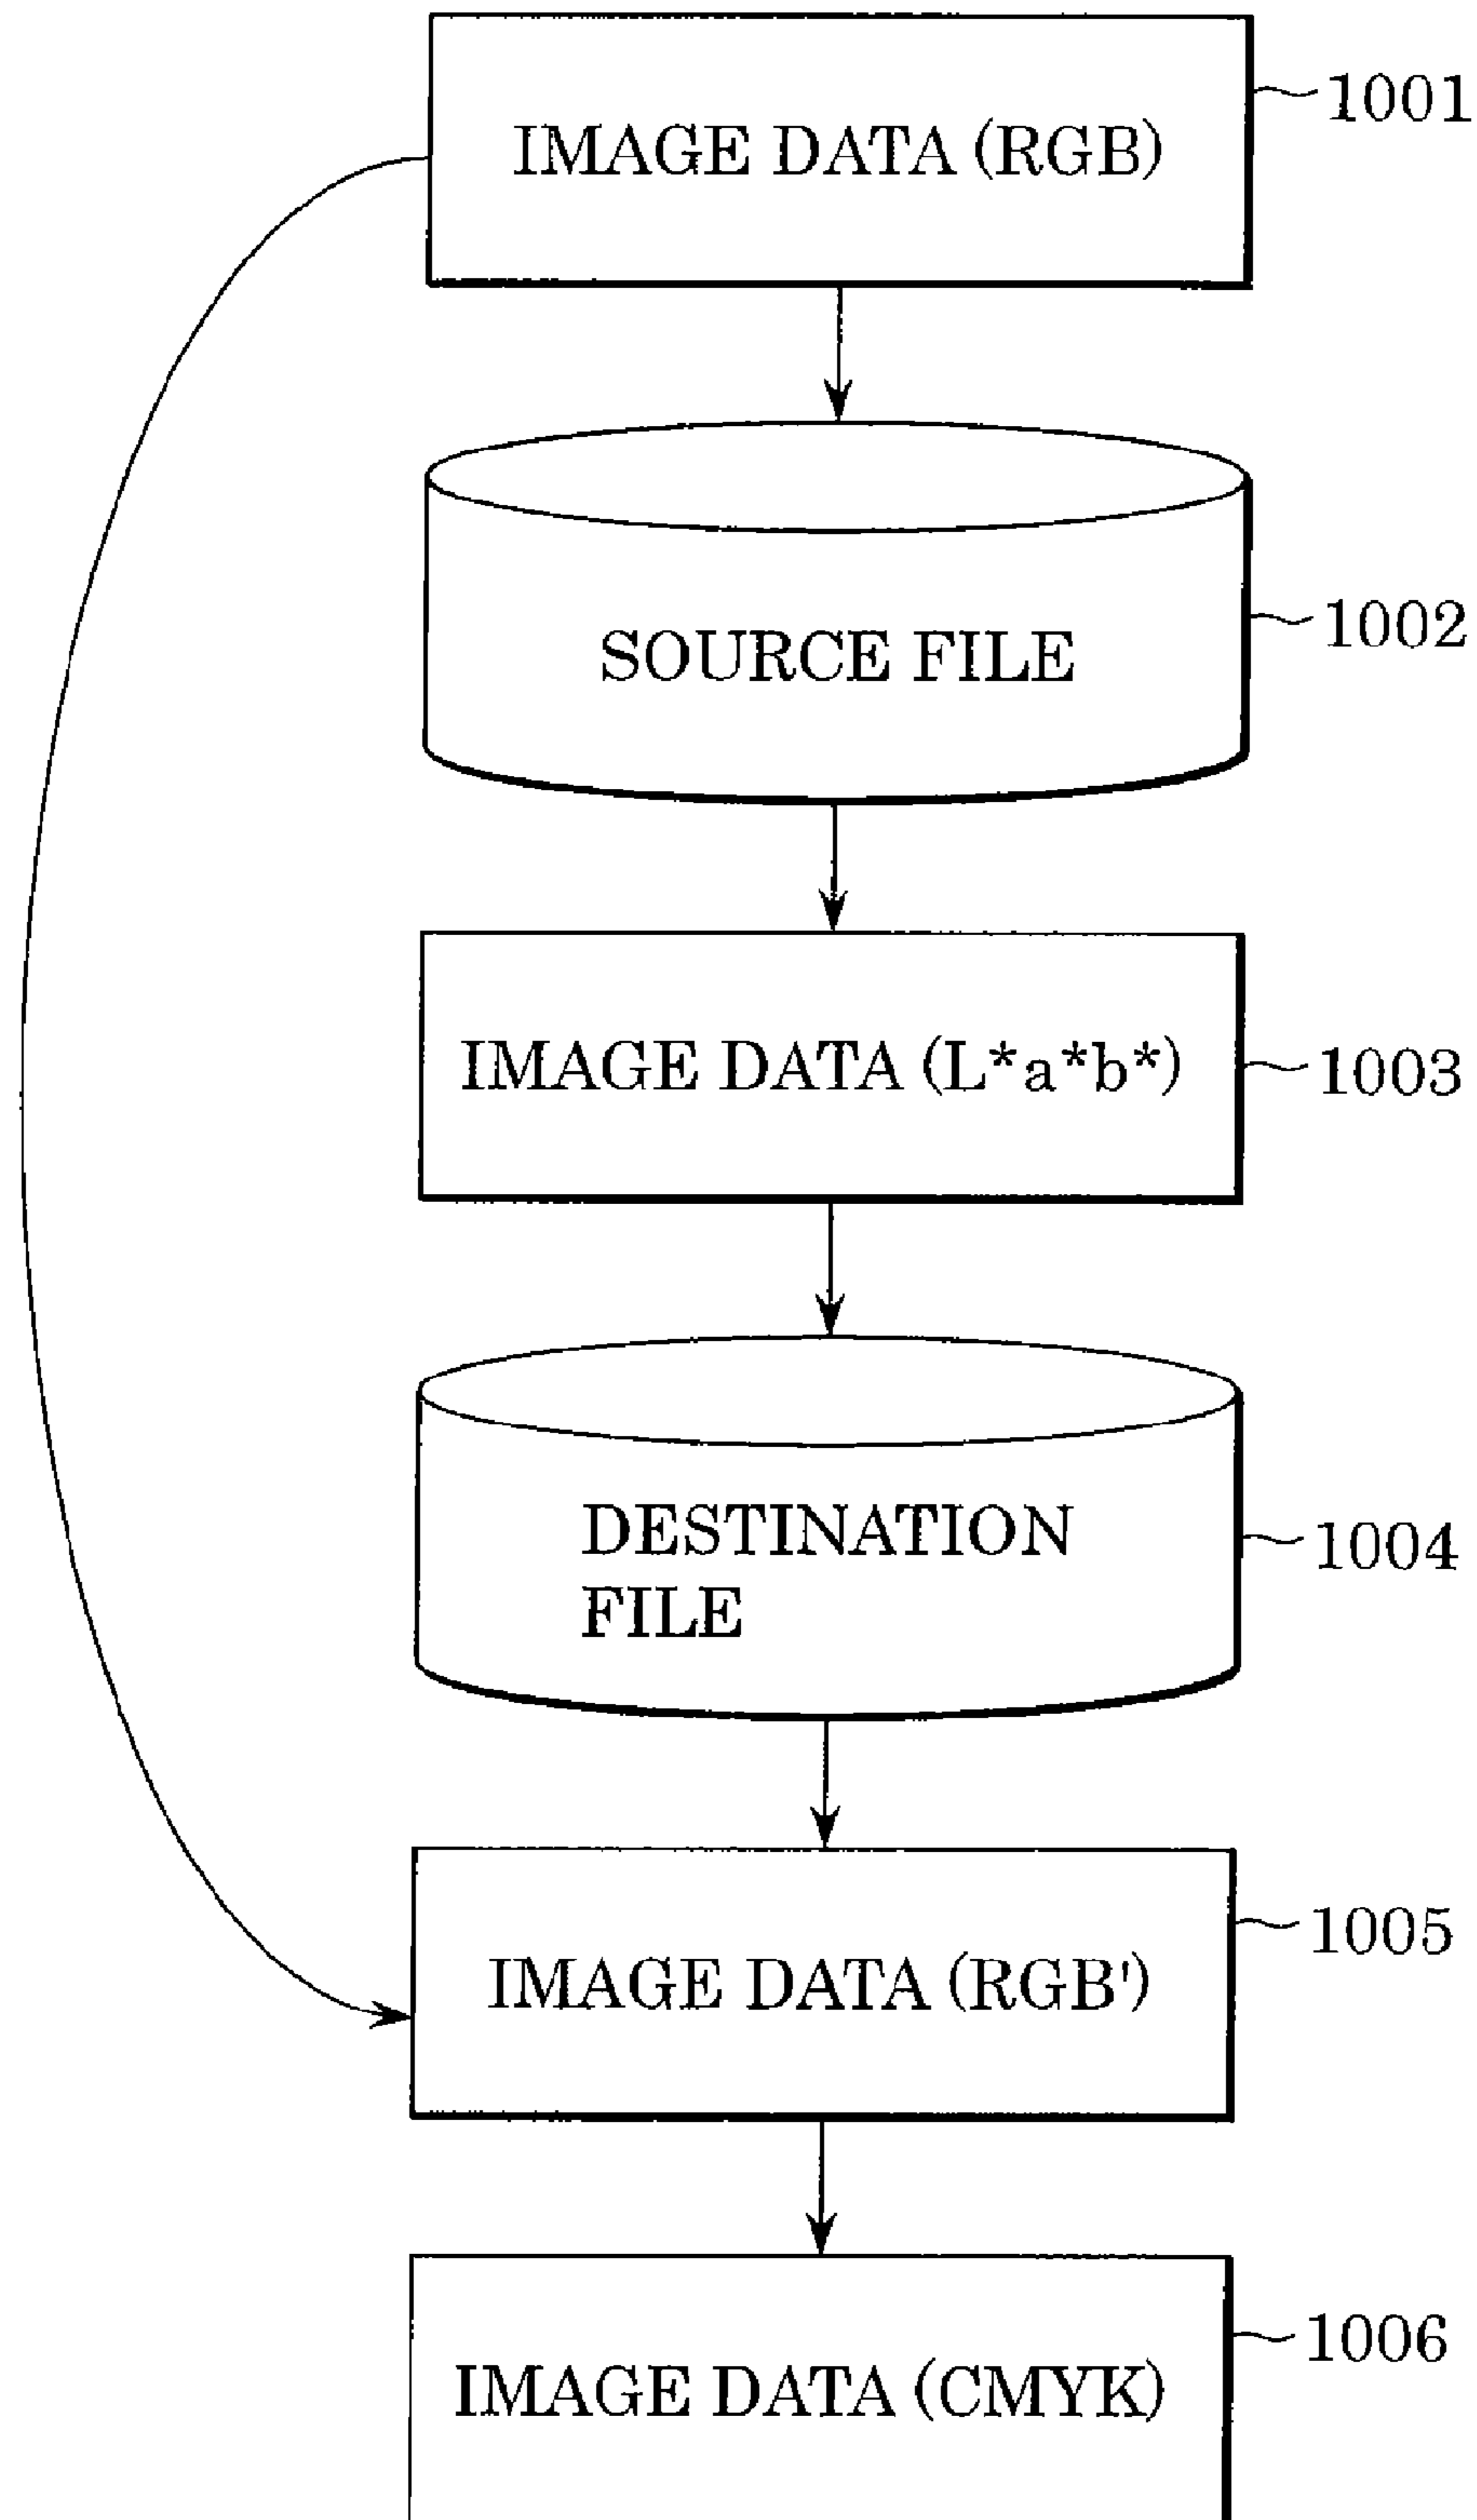 IMAGE DATA (RGB)
1001
SOURCE FILE
1002
IMAGE DATA (L*a*b*)
1003
DESTINATION
FILE
1004
IMAGE DATA (RGB')
1005
IMAGE DATA (CMYK)
1006